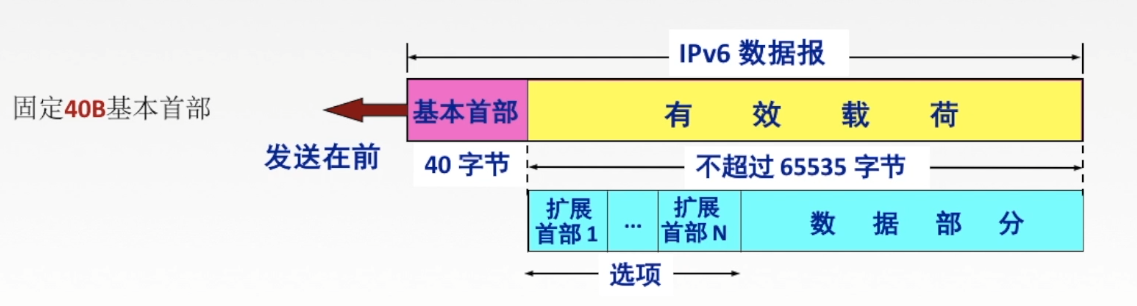 IPv6 数据报
固定40B基本首部
基本首部
有效载荷
发送在前
40 字节
不超过 65535 字节
扩展
首部 1
...
扩展
首部 N
数据部分
选项